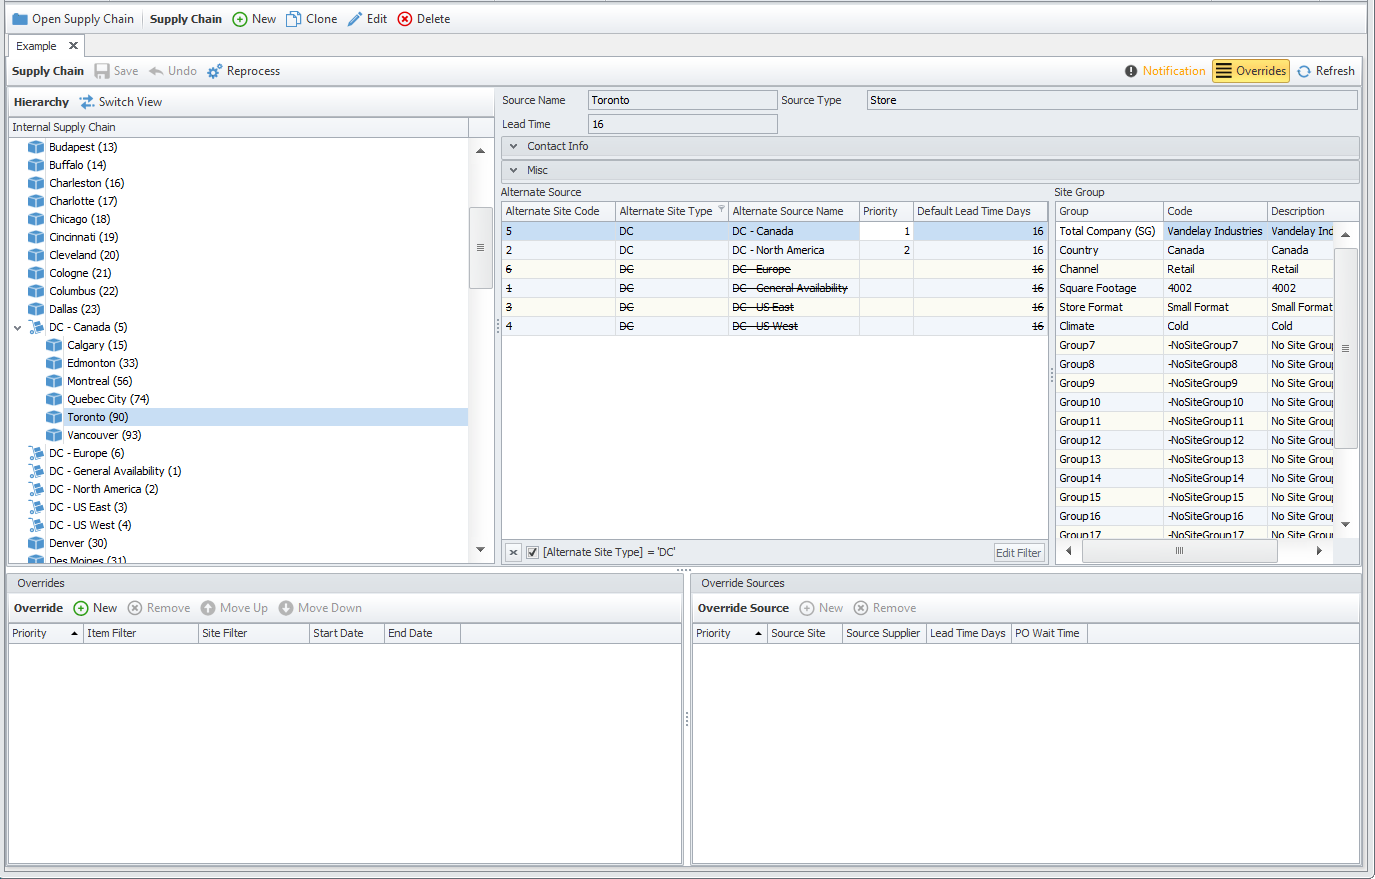 Open Supply Chain Supply Chain New Clone Edit Delete
Example
Supply Chain Save Undo Reprocess Notification Overrides Refresh
Hierarchy Switch View
Internal Supply Chain
Budapest (13)
Buffalo (14)
Charleston (16)
Charlotte (17)
Chicago (18)
Cincinnati (19)
Cleveland (20)
Cologne (21)
Columbus (22)
Dallas (23)
DC - Canada (5)
Calgary (15)
Edmonton (33)
Montreal (56)
Quebec City (74)
Toronto (90)
Vancouver (93)
DC - Europe (6)
DC - General Availability (1)
DC - North America (2)
DC - US East (3)
DC - US West (4)
Denver (30)
Des Moines (31)
Source Name Toronto Source Type Store
Lead Time 16
Contact Info
Misc
Alternate Source
Alternate Site Code Alternate Site Type Alternate Source Name Priority Default Lead Time Days
5 DC DC - Canada 1 16
2 DC DC - North America 2 16
6 DC DC - Europe 16
1 DC DC - General Availability 16
3 DC DC - US East 16
4 DC DC - US West 16
[Alternate Site Type] = 'DC' Edit Filter
Site Group
Group Code Description
Total Company (SG) Vandelay Industries Vandelay Ind
Country Canada Canada
Channel Retail Retail
Square Footage 4002 4002
Store Format Small Format Small Format
Climate Cold Cold
Group7 -NoSiteGroup7 No Site Grou
Group8 -NoSiteGroup8 No Site Grou
Group9 -NoSiteGroup9 No Site Grou
Group10 -NoSiteGroup10 No Site Grou
Group11 -NoSiteGroup11 No Site Grou
Group12 -NoSiteGroup12 No Site Grou
Group13 -NoSiteGroup13 No Site Grou
Group14 -NoSiteGroup14 No Site Grou
Group15 -NoSiteGroup15 No Site Grou
Group16 -NoSiteGroup16 No Site Grou
Group17 -NoSiteGroup17 No Site Grou
Overrides
Override New Remove Move Up Move Down
Priority Item Filter Site Filter Start Date End Date
Override Sources
Override Source New Remove
Priority Source Site Source Supplier Lead Time Days PO Wait Time